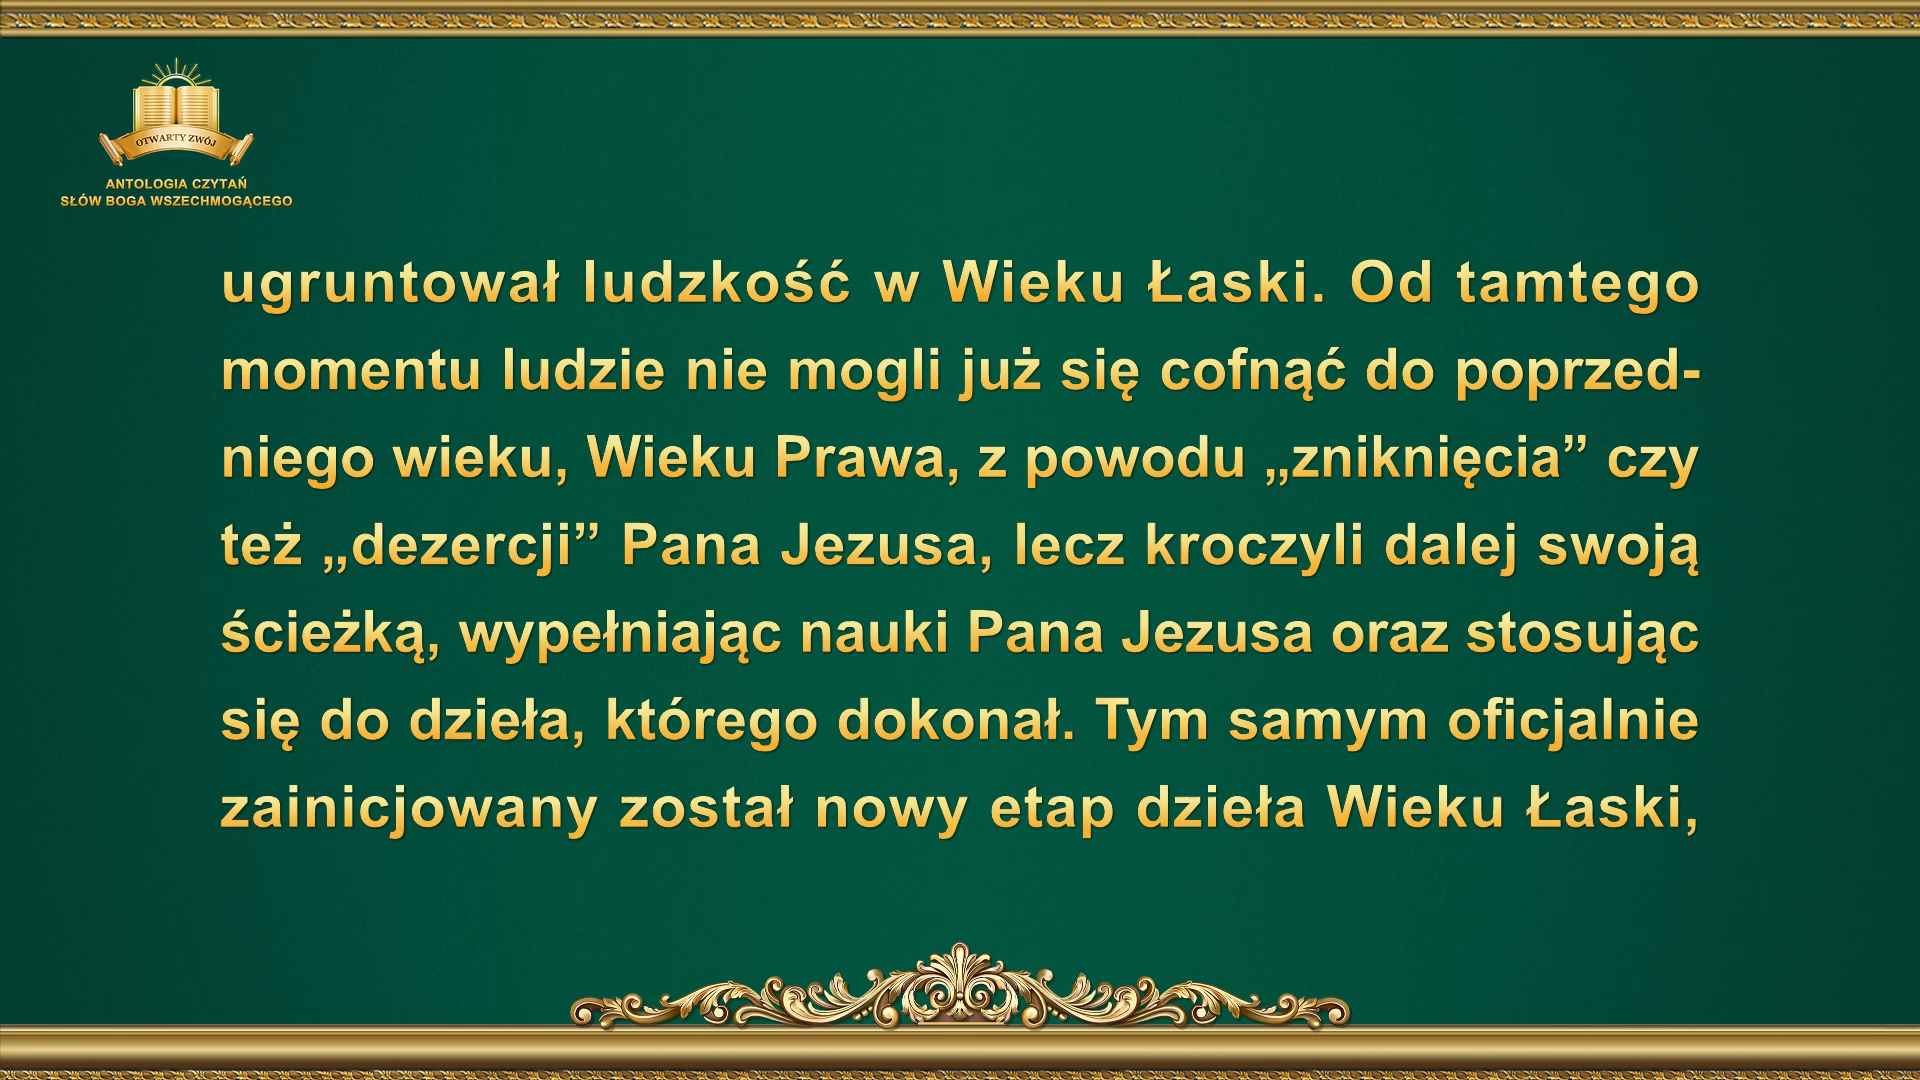 OTWARTY ZWÓJ
ANTOLOGIA CZYTAŃ
SŁÓW BOGA WSZECHMOGĄCEGO
ugruntował ludzkość w Wieku Łaski. Od tamtego
momentu ludzie nie mogli już się cofnąć do poprzed-
niego wieku, Wieku Prawa, z powodu „zniknięcia” czy
też „dezercji” Pana Jezusa, lecz kroczyli dalej swoją
ścieżką, wypełniając nauki Pana Jezusa oraz stosując
się do dzieła, którego dokonał. Tym samym oficjalnie
zainicjowany został nowy etap dzieła Wieku Łaski,